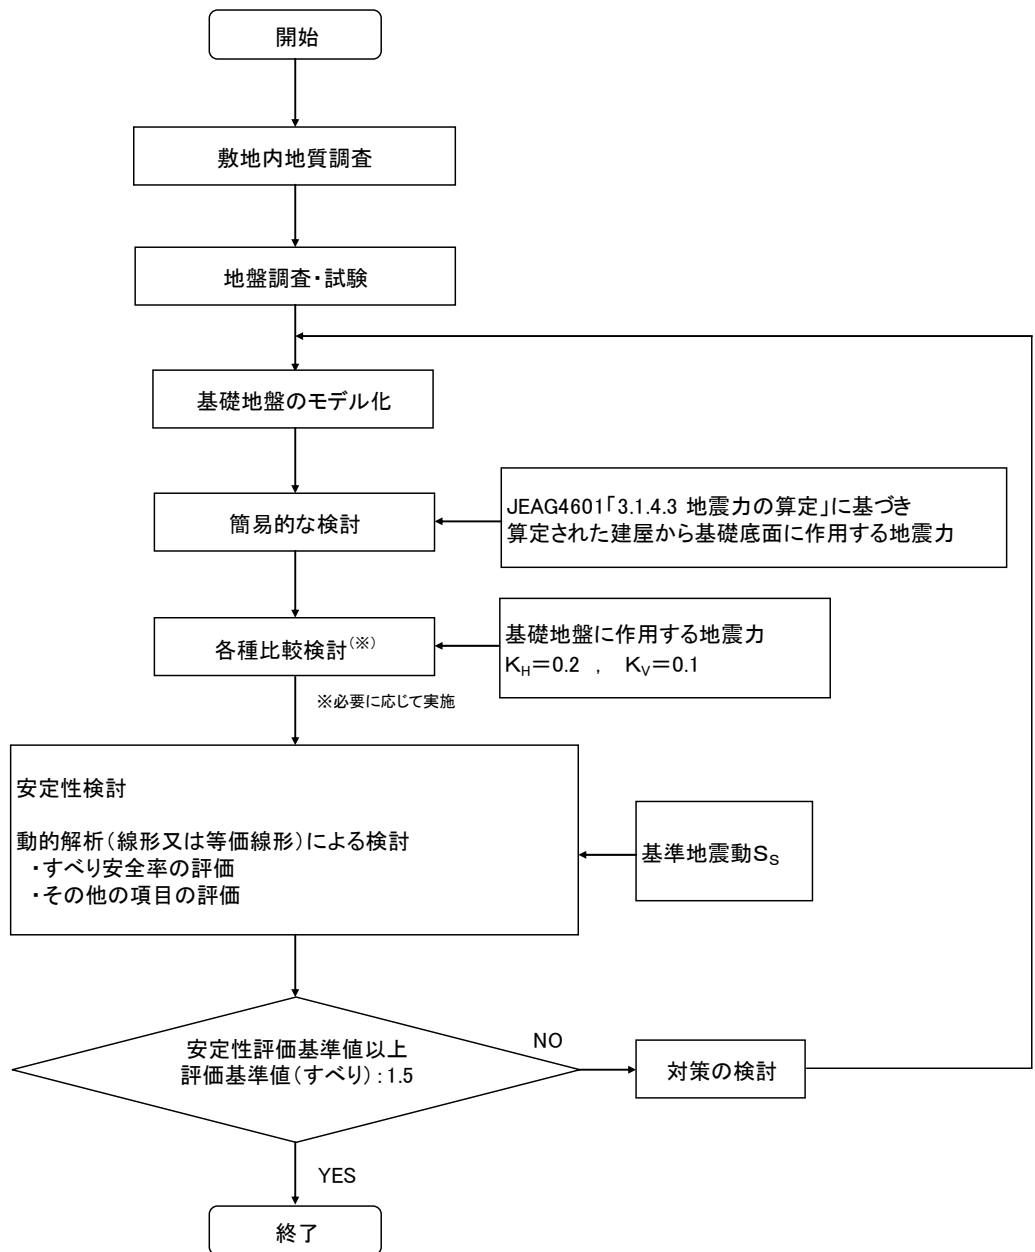 開始
敷地内地質調査
地盤調査・試験
基礎地盤のモデル化
簡易的な検討
JEAG4601「3.1.4.3 地震力の算定」に基づき
算定された建屋から基礎底面に作用する地震力
各種比較検討(※)
基礎地盤に作用する地震力
KH=0.2 , KV=0.1
※必要に応じて実施
安定性検討
動的解析(線形又は等価線形)による検討
・すべり安全率の評価
・その他の項目の評価
基準地震動SS
安定性評価基準値以上
評価基準値(すべり):1.5
NO
対策の検討
YES
終了